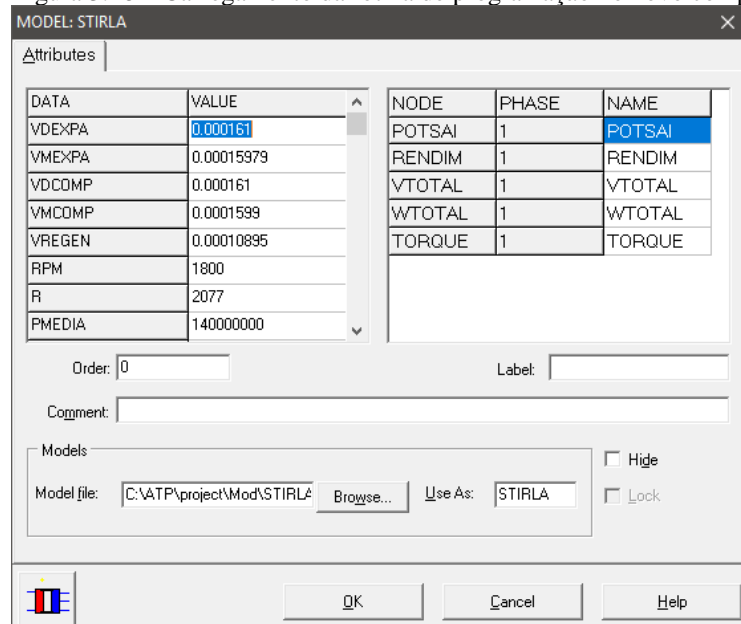 MODEL: STIRLA
Attributes
DATA VALUE NODE PHASE NAME
VDEXPA 0.000161 POTSAI 1 POTSAI
VMEXPA 0.00015979 RENDIM 1 RENDIM
VDCOMP 0.000161 VTOTAL 1 VTOTAL
VMCOMP 0.0001599 WTOTAL 1 WTOTAL
VREGEN 0.00010895 TORQUE 1 TORQUE
RPM 1800
R 2077
PMEDIA 140000000
Order: 0 Label:
Comment:
Models
Hide
Model file: C:\ATP\project\Mod\STIRLA Browse... Use As: STIRLA Lock
OK Cancel Help